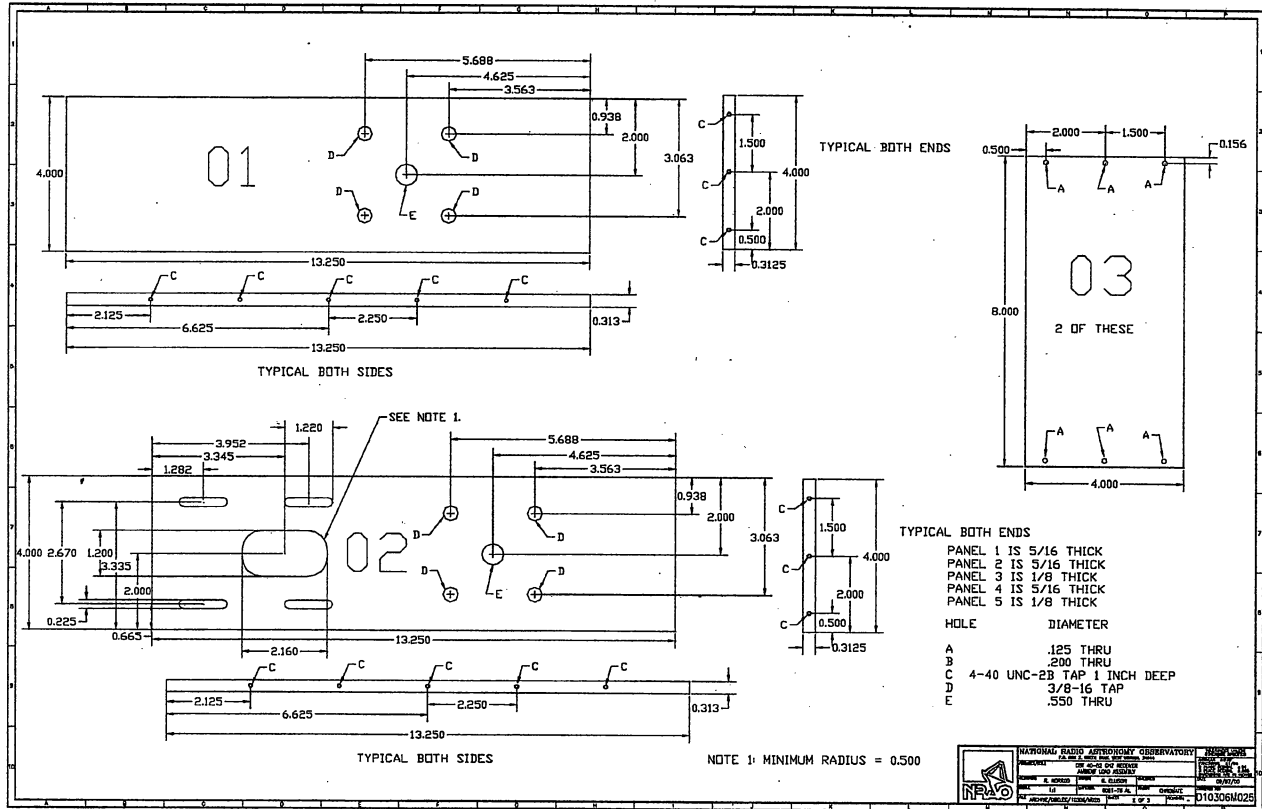 5.688
4.625
3.563
0.938
2.000
3.063
4.000
01
D
D
D
D
E
13.250
C
1.500
C
4.000
2.000
C
0.500
0.3125
TYPICAL BOTH ENDS
2.000
1.500
0.500
0.156
A
A
A
03
2 OF THESE
8.000
A
A
A
4.000
C
C
C
C
C
2.125
2.250
6.625
0.313
13.250
TYPICAL BOTH SIDES
SEE NOTE 1.
1.220
3.952
3.345
1.282
5.688
4.625
3.563
0.938
2.000
3.063
4.000
2.670
1.200
3.335
2.000
0.225
0.665
02
D
D
D
D
E
13.250
2.160
C
1.500
C
4.000
2.000
C
0.500
0.3125
TYPICAL BOTH ENDS
PANEL 1 IS 5/16 THICK
PANEL 2 IS 5/16 THICK
PANEL 3 IS 1/8 THICK
PANEL 4 IS 5/16 THICK
PANEL 5 IS 1/8 THICK
HOLE DIAMETER
A .125 THRU
B .200 THRU
C 4-40 UNC-2B TAP 1 INCH DEEP
D 3/8-16 TAP
E .550 THRU
C
C
C
C
C
2.125
2.250
6.625
0.313
13.250
TYPICAL BOTH SIDES
NOTE 1: MINIMUM RADIUS = 0.500
NRAO
NATIONAL RADIO ASTRONOMY OBSERVATORY
AMBIENT LOAD ASSEMBLY
1:1
D10306M025